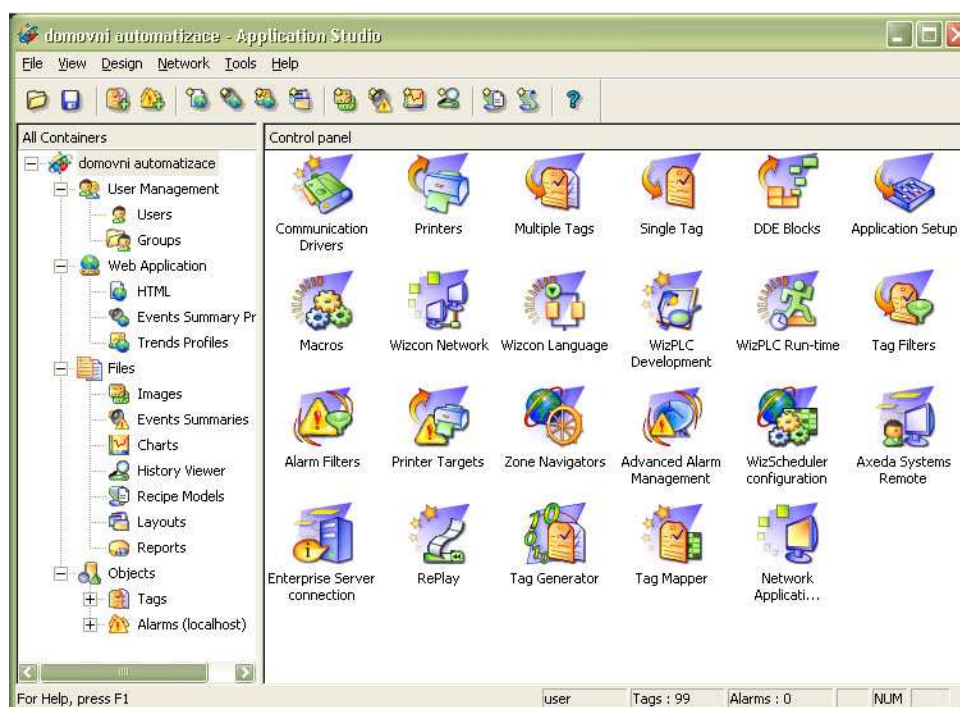 domovni automatizace - Application Studio
File View Design Network Tools Help
All Containers
Control panel
domovni automatizace
User Management
Users
Groups
Web Application
HTML
Events Summary Pr
Trends Profiles
Files
Images
Events Summaries
Charts
History Viewer
Recipe Models
Layouts
Reports
Objects
Tags
Alarms (localhost)
Communication Drivers
Printers
Multiple Tags
Single Tag
DDE Blocks
Application Setup
Macros
Wizcon Network
Wizcon Language
WizPLC Development
WizPLC Run-time
Tag Filters
Alarm Filters
Printer Targets
Zone Navigators
Advanced Alarm Management
WizScheduler configuration
Axeda Systems Remote
Enterprise Server connection
RePlay
Tag Generator
Tag Mapper
Network Applicati...
For Help, press F1
user
Tags : 99
Alarms : 0
NUM